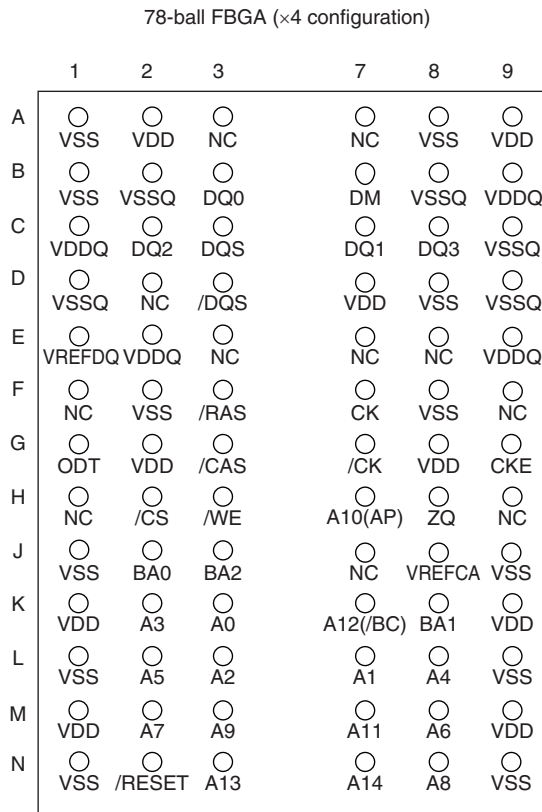 78-ball FBGA (×4 configuration)
1 2 3 7 8 9
A
VSS VDD NC NC VSS VDD
B
VSS VSSQ DQ0 DM VSSQ VDDQ
C
VDDQ DQ2 DQS DQ1 DQ3 VSSQ
D
VSSQ NC /DQS VDD VSS VSSQ
E
VREFDQ VDDQ NC NC NC VDDQ
F
NC VSS /RAS CK VSS NC
G
ODT VDD /CAS /CK VDD CKE
H
NC /CS /WE A10(AP) ZQ NC
J
VSS BA0 BA2 NC VREFCA VSS
K
VDD A3 A0 A12(/BC) BA1 VDD
L
VSS A5 A2 A1 A4 VSS
M
VDD A7 A9 A11 A6 VDD
N
VSS /RESET A13 A14 A8 VSS